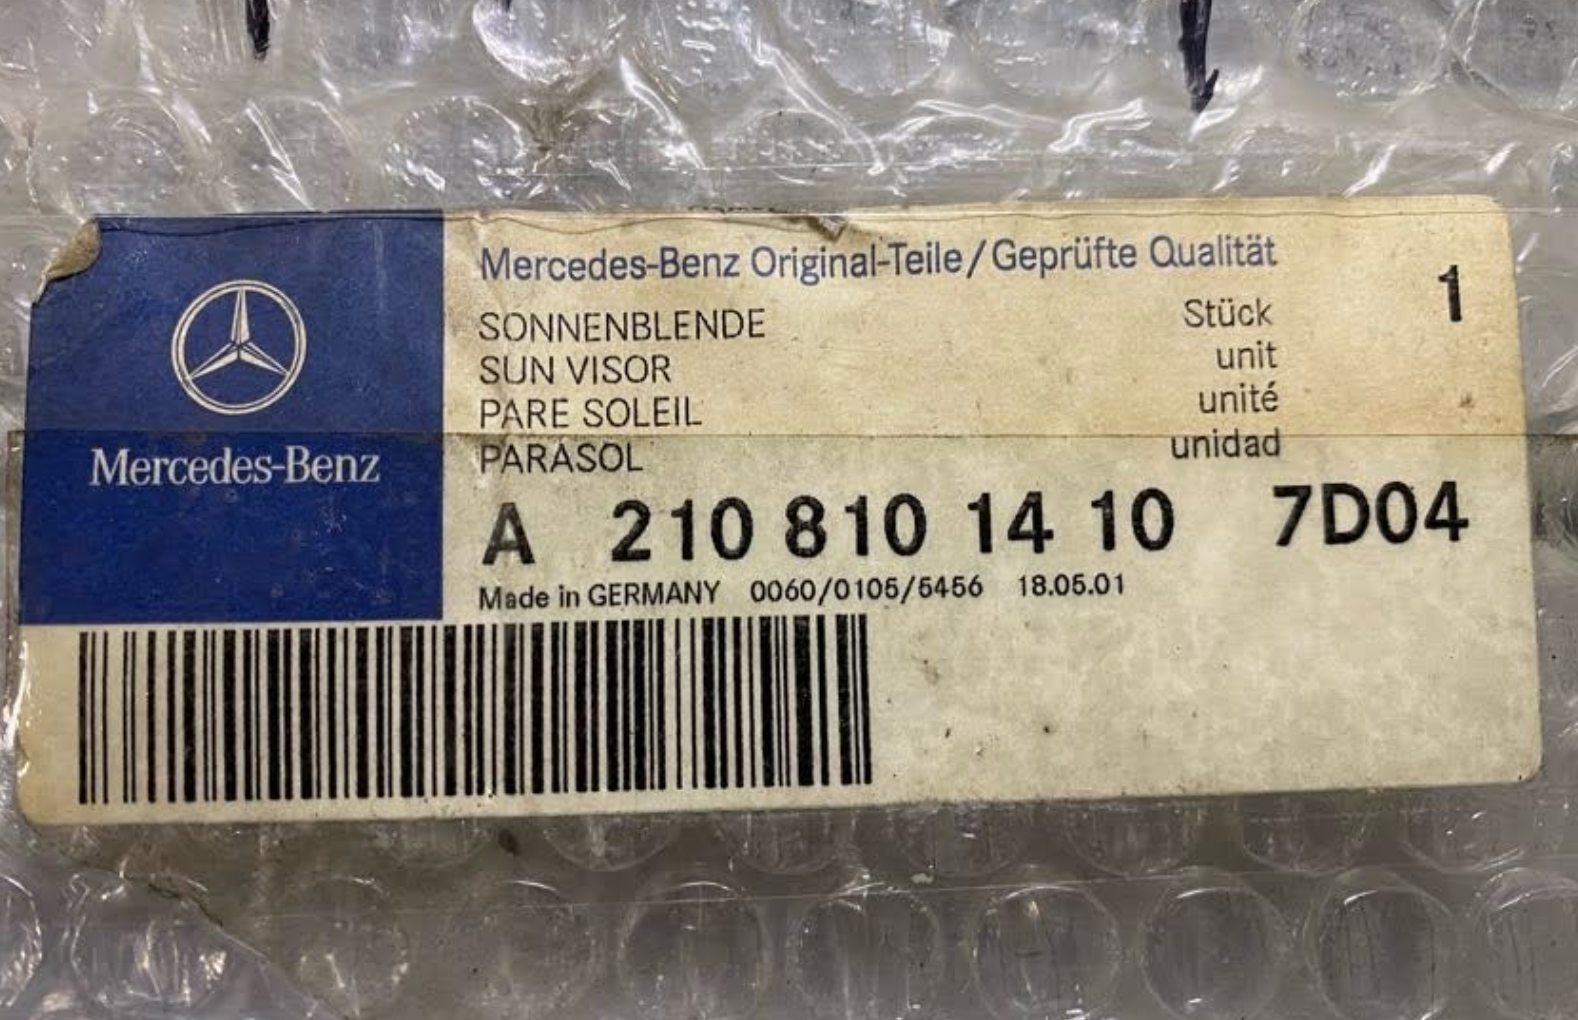 Mercedes-Benz
Mercedes-Benz Original-Teile/Geprüfte Qualität
1
SONNENBLENDE Stück
SUN VISOR unit
PARE SOLEIL unité
PARASOL unidad
A 210 810 14 10 7D04
Made in GERMANY 0060/0105/5456 18.05.01